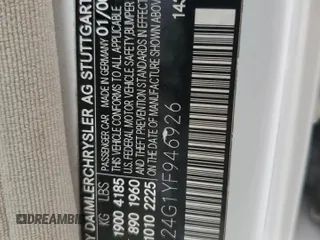 Y DAIMLERCHRYSLER AG STUTTGART
MADE IN GERMANY 01/0
PASSENGER CAR
KG LBS
1900 4185 THIS VEHICLE CONFORMS TO ALL APPLICABLE
U.S. FEDERAL MOTOR VEHICLE SAFETY, BUMPER
890 1960 AND THEFT PREVENTION STANDARDS IN EFFECT
1010 2225 ON THE DATE OF MANUFACTURE SHOWN ABOVE
24G1YF946926
143
DREAMBID